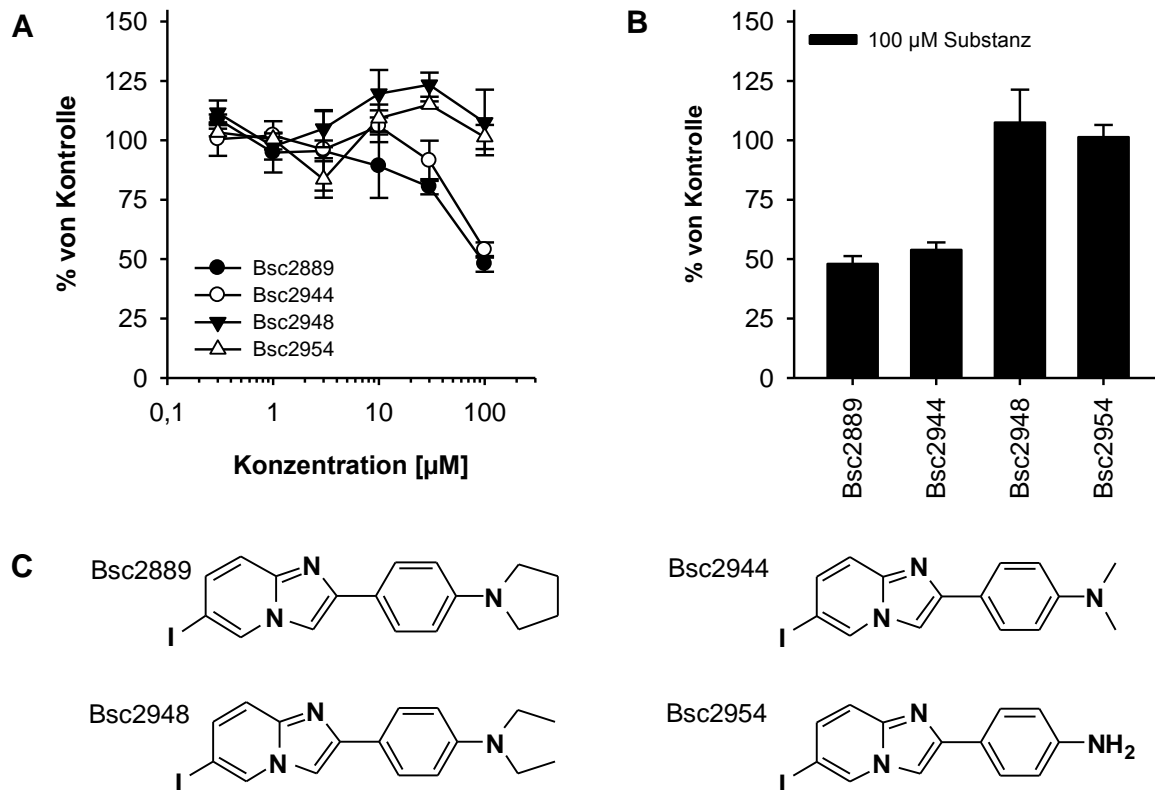 A
% von Kontrolle
150
125
100
75
50
25
0
Bsc2889
Bsc2944
Bsc2948
Bsc2954
0,1
1
10
100
Konzentration [µM]
B
% von Kontrolle
150
125
100
75
50
25
0
100 µM Substanz
Bsc2889
Bsc2944
Bsc2948
Bsc2954
C
Bsc2889
N
N
N
I
Bsc2944
N
N
N
I
Bsc2948
N
N
N
I
Bsc2954
N
N
NH2
I